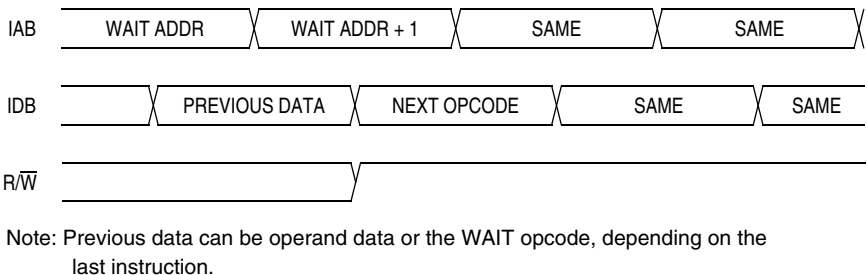 IAB WAIT ADDR WAIT ADDR + 1 SAME SAME
IDB PREVIOUS DATA NEXT OPCODE SAME SAME
R/W̅
Note: Previous data can be operand data or the WAIT opcode, depending on the
last instruction.